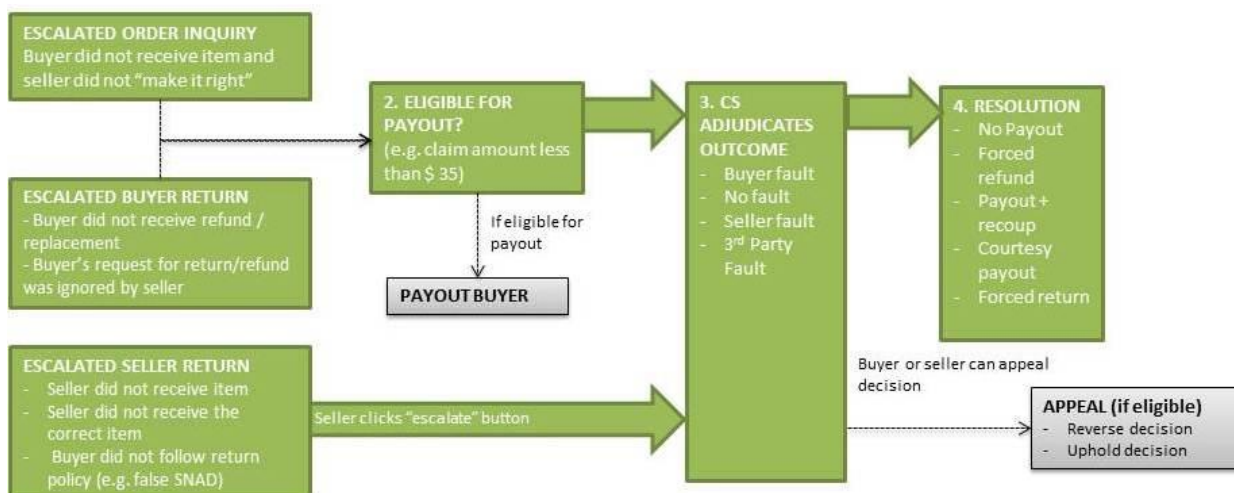 ESCALATED ORDER INQUIRY
Buyer did not receive item and
seller did not "make it right"
ESCALATED BUYER RETURN
- Buyer did not receive refund /
replacement
- Buyer's request for return/refund
was ignored by seller
ESCALATED SELLER RETURN
- Seller did not receive item
- Seller did not receive the
correct item
- Buyer did not follow return
policy (e.g. false SNAD)
2. ELIGIBLE FOR
PAYOUT?
(e.g. claim amount less
than $ 35)
If eligible for
payout
PAYOUT BUYER
Seller clicks "escalate" button
3. CS
ADJUDICATES
OUTCOME
- Buyer fault
- No fault
- Seller fault
- 3rd Party
Fault
4. RESOLUTION
- No Payout
- Forced
refund
- Payout +
recoup
- Courtesy
payout
- Forced return
Buyer or seller can appeal
decision
APPEAL (if eligible)
- Reverse decision
- Uphold decision